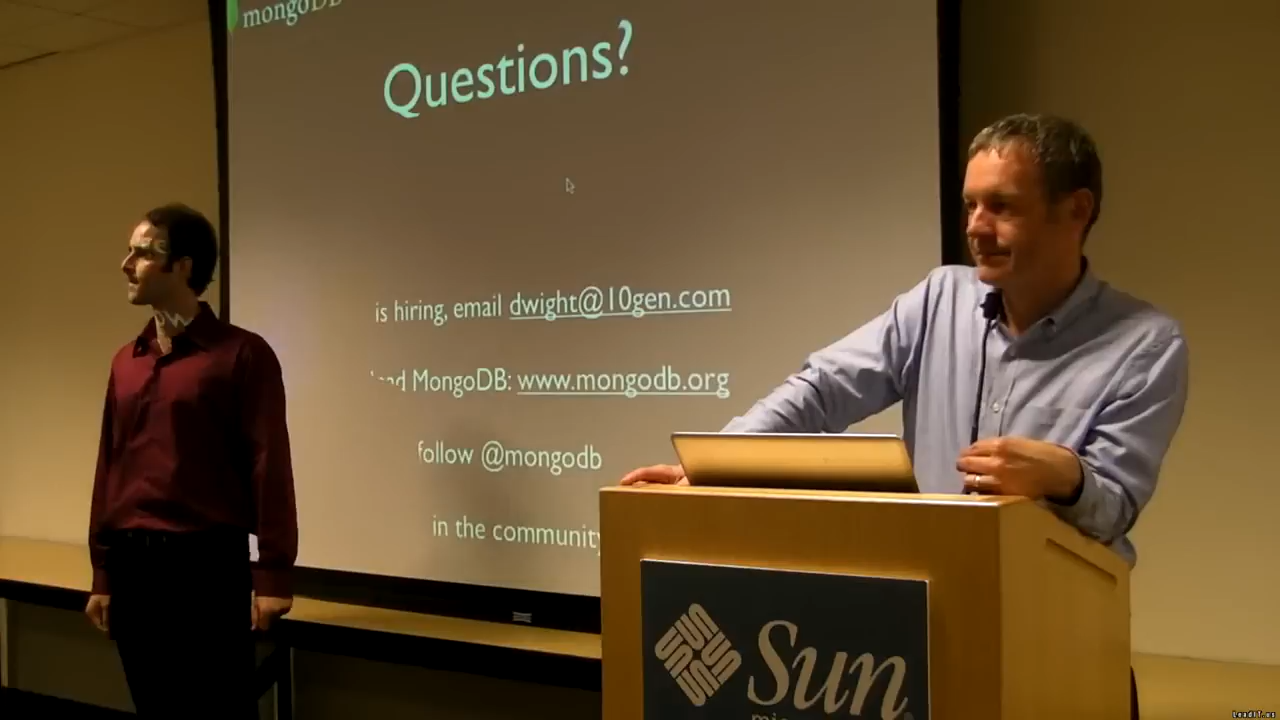 mongoDB
Questions?
is hiring, email dwight@10gen.com
MongoDB: www.mongodb.org
follow @mongodb
in the community
Sun